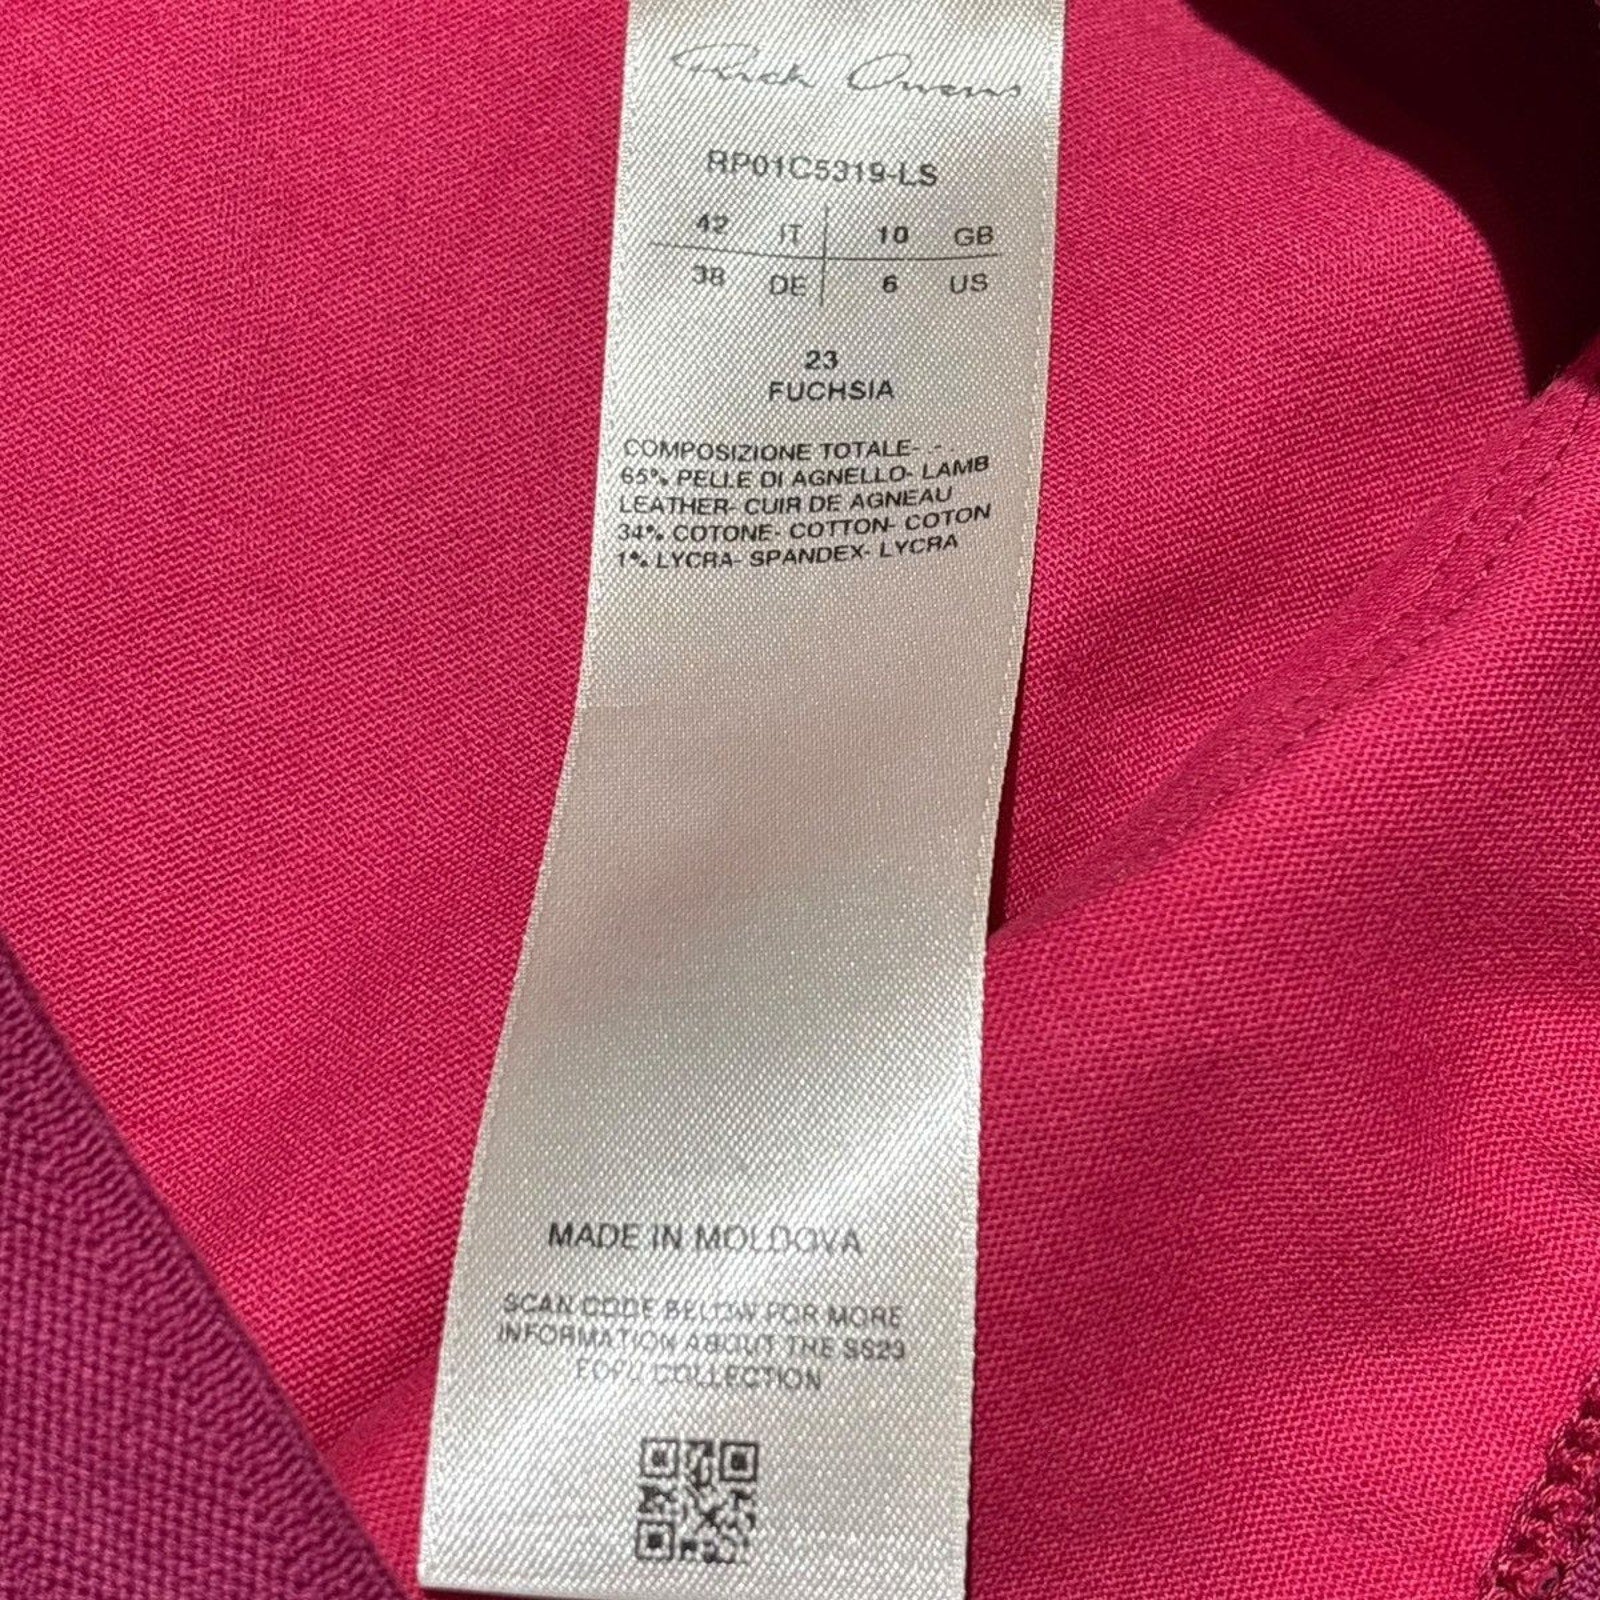 Rick Owens
RP01C5319-LS
42 IT 10 GB
38 DE 6 US
23
FUCHSIA
COMPOSIZIONE TOTALE- -
65% PELLE DI AGNELLO- LAMB
LEATHER- CUIR DE AGNEAU
34% COTONE- COTTON- COTON
1% LYCRA- SPANDEX- LYCRA
MADE IN MOLDOVA
SCAN CODE BELOW FOR MORE
INFORMATION ABOUT THE SS23
EDFU COLLECTION